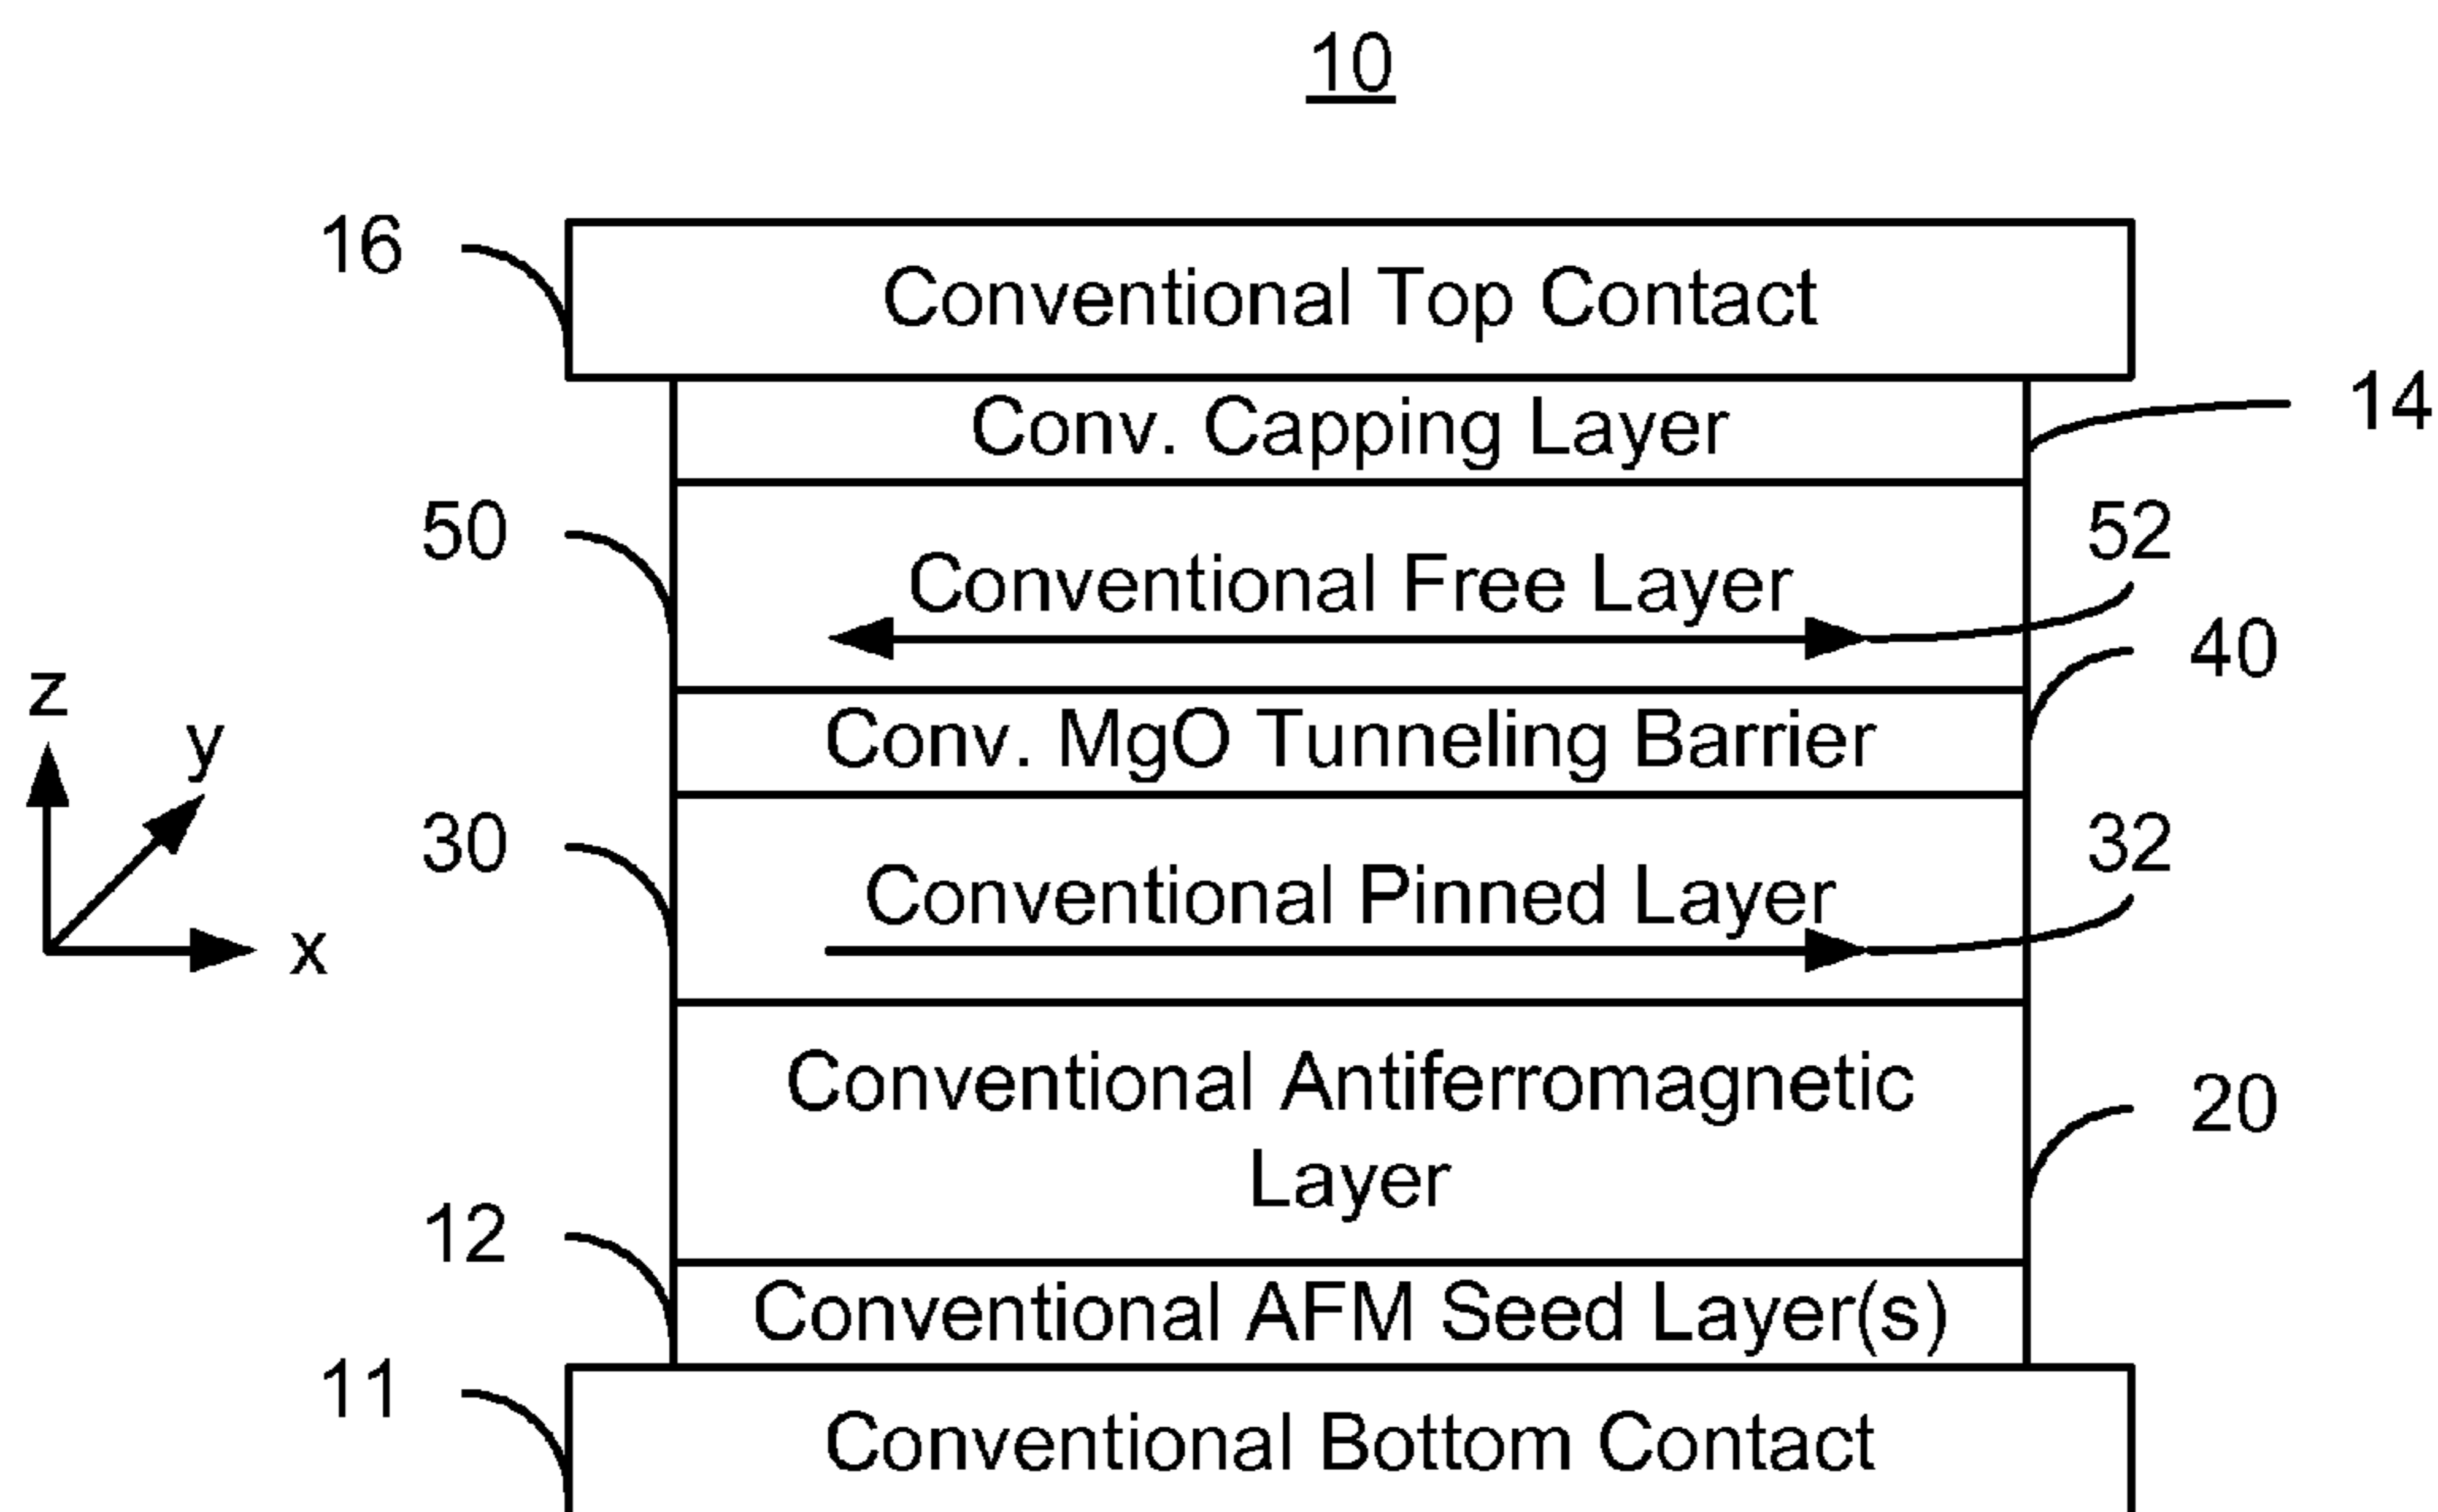 10
16
Conventional Top Contact
Conv. Capping Layer
14
50
Conventional Free Layer
52
Conv. MgO Tunneling Barrier
40
z
y
x
30
Conventional Pinned Layer
32
Conventional Antiferromagnetic
Layer
20
12
Conventional AFM Seed Layer(s)
11
Conventional Bottom Contact